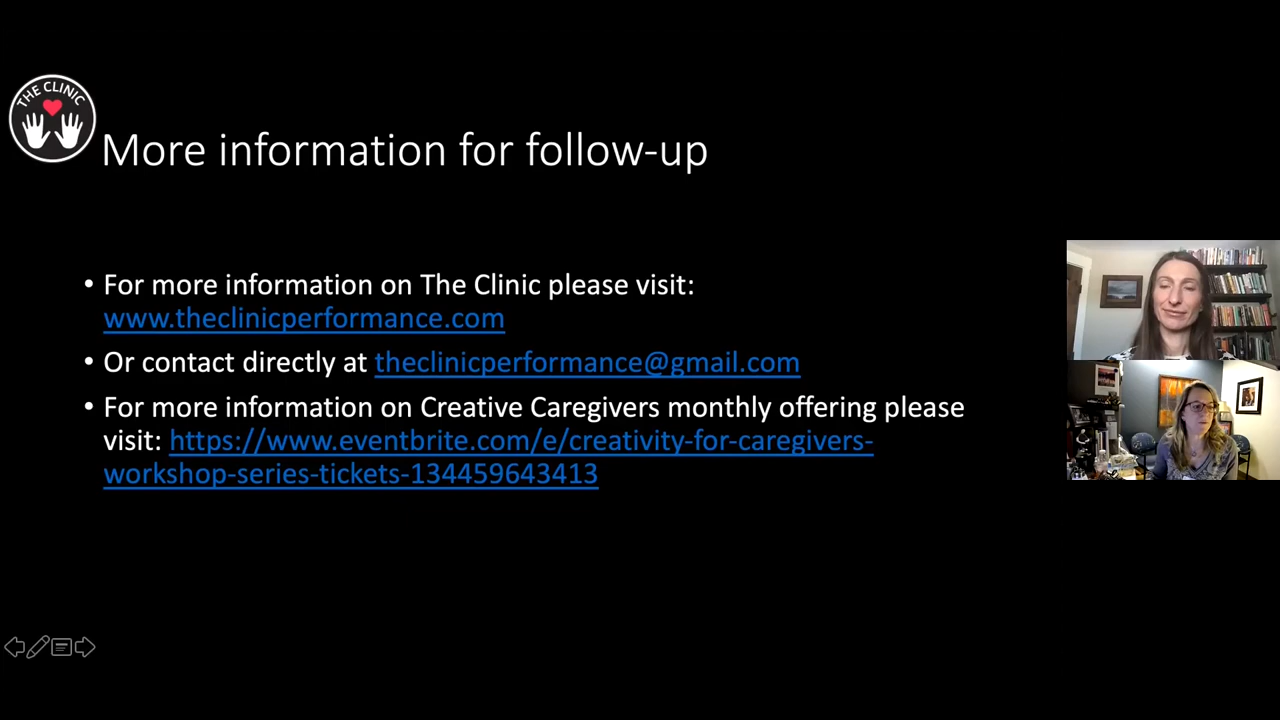 THE CLINIC
More information for follow-up
• For more information on The Clinic please visit:
www.theclinicperformance.com
• Or contact directly at theclinicperformance@gmail.com
• For more information on Creative Caregivers monthly offering please
visit: https://www.eventbrite.com/e/creativity-for-caregivers-
workshop-series-tickets-134459643413